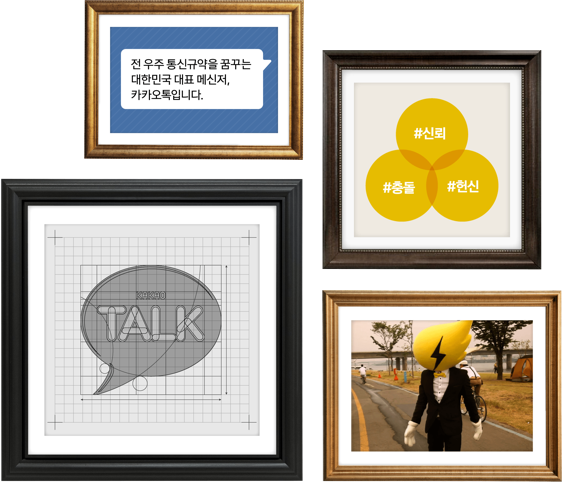 전 우주 통신규약을 꿈꾸는
대한민국 대표 메신저,
카카오톡입니다.
#신뢰
#충돌
#헌신
KAKAO
TALK